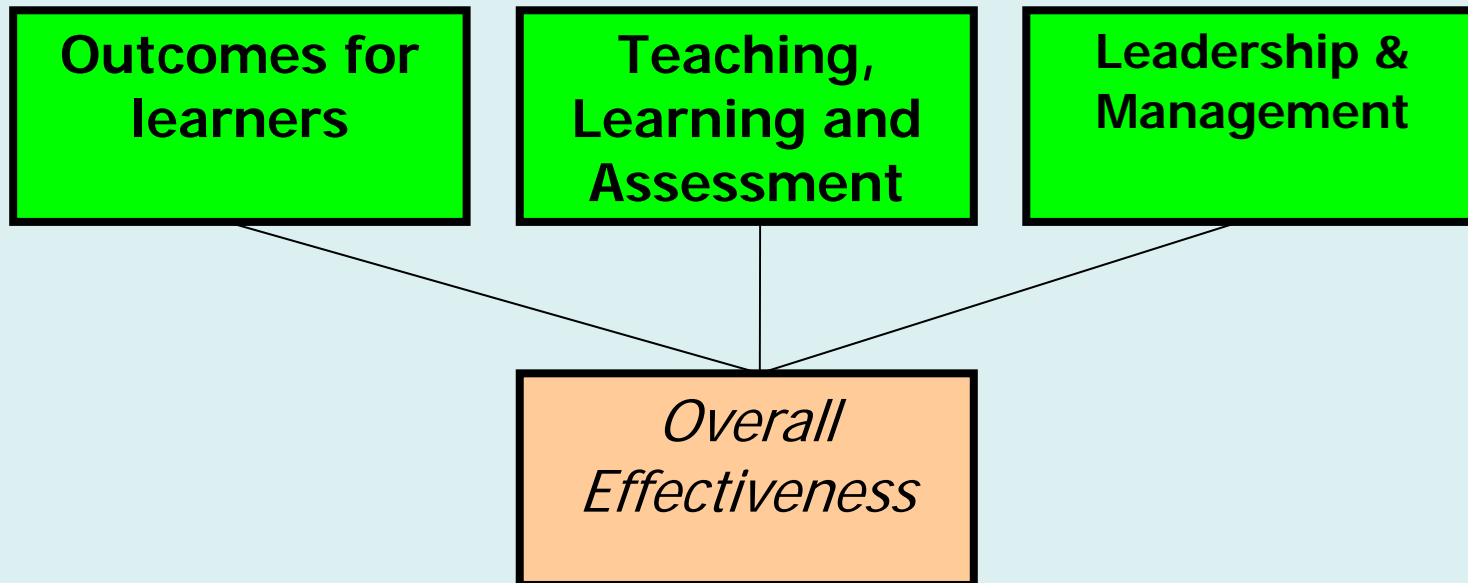 Outcomes for
learners
Teaching,
Learning and
Assessment
Leadership &
Management
Overall
Effectiveness